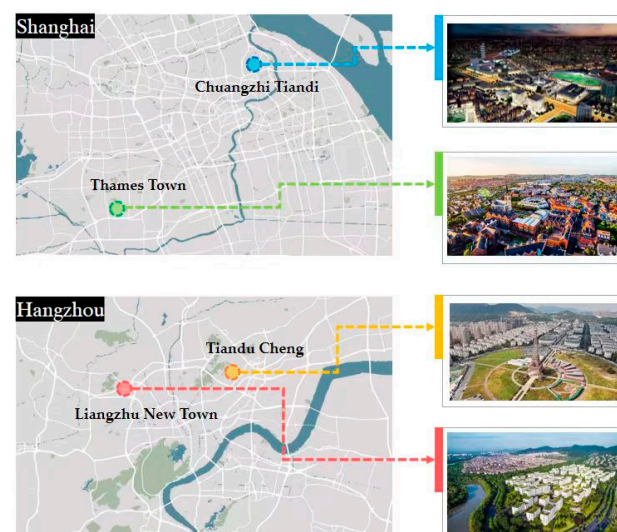 Shanghai
Chuangzhi Tiandi
Thames Town
Hangzhou
Tiandu Cheng
Liangzhu New Town